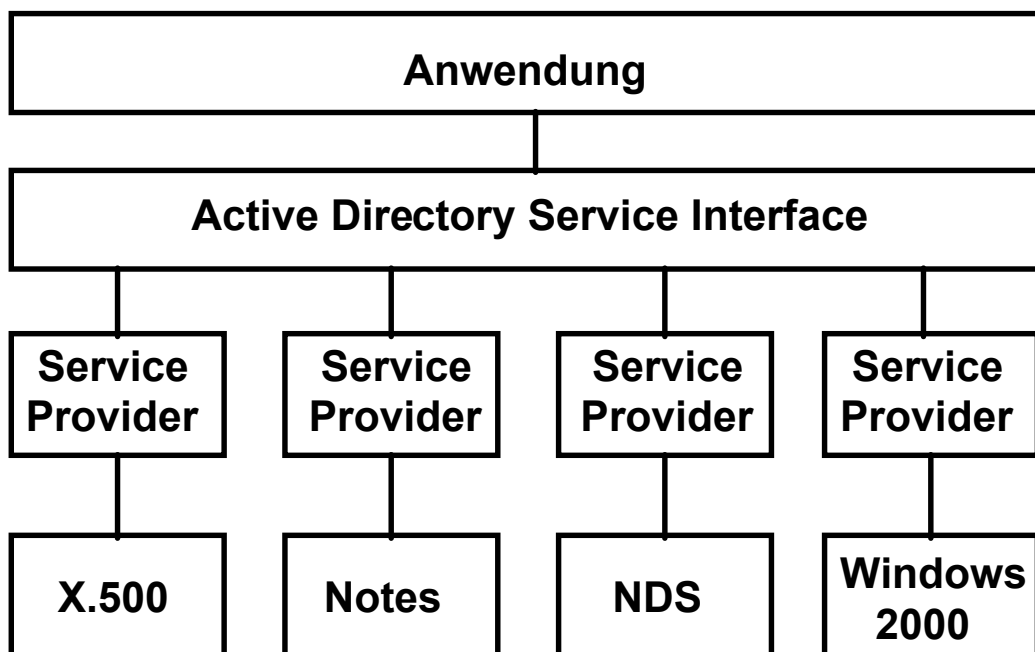 Anwendung
Active Directory Service Interface
Service
Provider
Service
Provider
Service
Provider
Service
Provider
X.500
Notes
NDS
Windows
2000